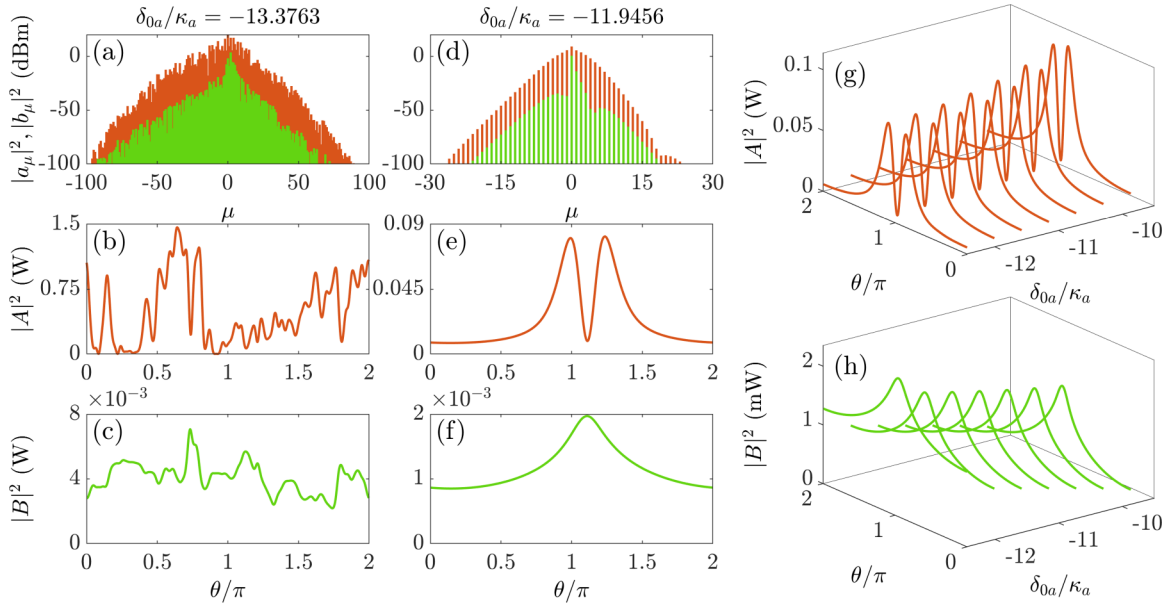 δ₀ₐ/κₐ = −13.3763
δ₀ₐ/κₐ = −11.9456
|a_μ|², |b_μ|² (dBm)
(a)
0
-50
-100
-100 -50 0 50 100
μ
(d)
0
-50
-100
-30 -15 0 15 30
μ
|A|² (W)
(b)
1.5
0.75
0
0 0.5 1 1.5 2
(e)
0.09
0.045
0
0 0.5 1 1.5 2
|B|² (W)
×10⁻³
(c)
8
4
0
0 0.5 1 1.5 2
θ/π
×10⁻³
(f)
2
1
0
0 0.5 1 1.5 2
θ/π
(g)
|A|² (W)
0.1
0.05
0
2 1 0
θ/π
-12 -11 -10
δ₀ₐ/κₐ
(h)
|B|² (mW)
2
1
0
2 1 0
θ/π
-12 -11 -10
δ₀ₐ/κₐ